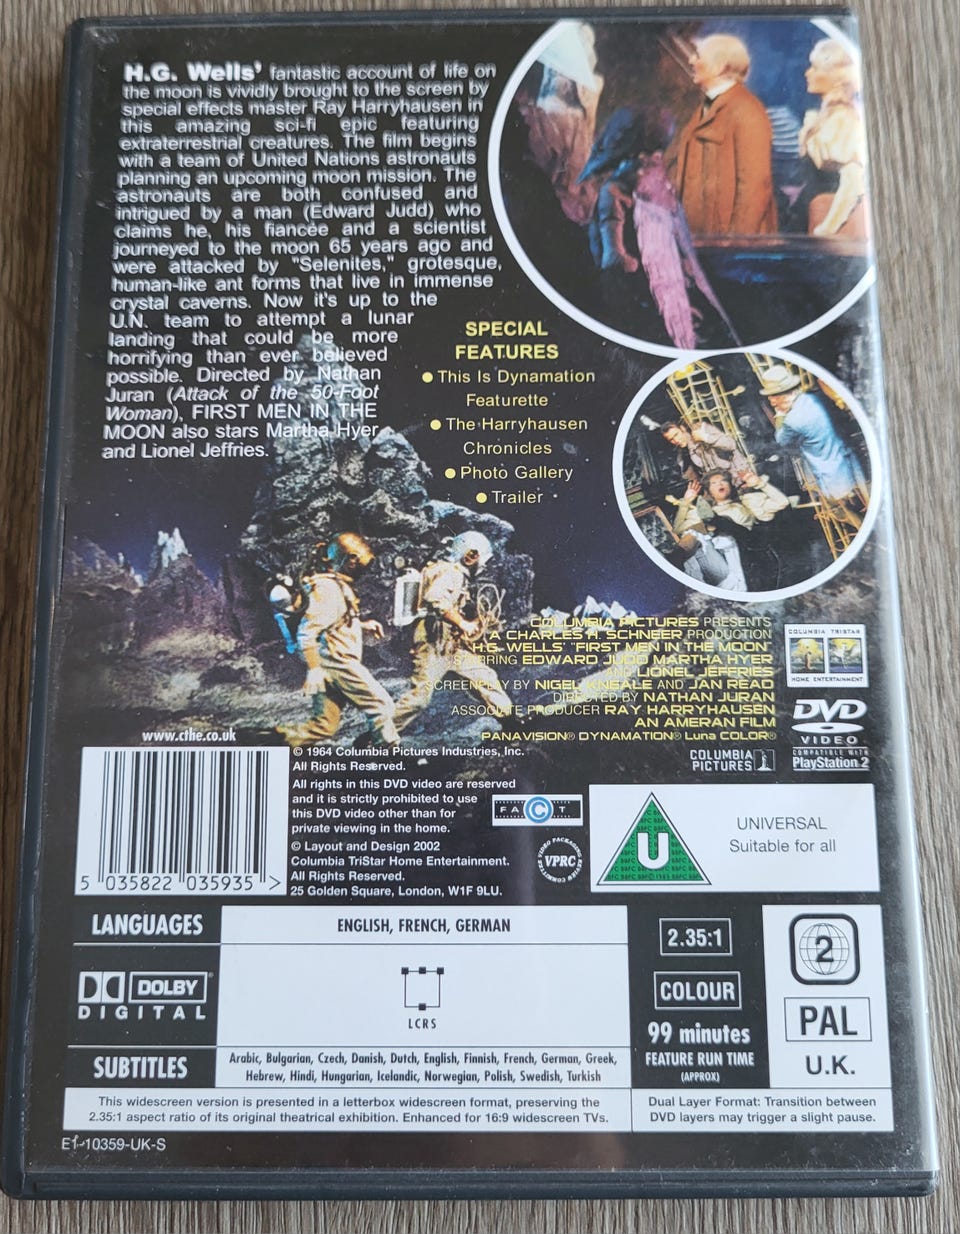 H.G. Wells' fantastic account of life on
the moon is vividly brought to the screen by
special effects master Ray Harryhausen in
this amazing sci-fi epic featuring
extraterrestrial creatures. The film begins
with a team of United Nations astronauts
planning an upcoming moon mission. The
astronauts are both confused and
intrigued by a man (Edward Judd) who
claims he, his fiancée and a scientist
journeyed to the moon 65 years ago and
were attacked by "Selenites," grotesque,
human-like ant forms that live in immense
crystal caverns. Now it's up to the
U.N. team to attempt a lunar
landing that could be more
horrifying than ever believed
possible. Directed by Nathan
Juran (Attack of the 50-Foot
Woman), FIRST MEN IN THE
MOON also stars Martha Hyer
and Lionel Jeffries.
SPECIAL
FEATURES
● This Is Dynamation
Featurette
● The Harryhausen
Chronicles
● Photo Gallery
● Trailer
COLUMBIA PICTURES PRESENTS
A CHARLES H. SCHNEER PRODUCTION
H.G. WELLS' "FIRST MEN IN THE MOON"
STARRING EDWARD JUDD MARTHA HYER
AND LIONEL JEFFRIES
SCREENPLAY BY NIGEL KNEALE AND JAN READ
DIRECTED BY NATHAN JURAN
ASSOCIATE PRODUCER RAY HARRYHAUSEN
AN AMERAN FILM
PANAVISION® DYNAMATION® Luna COLOR®
COLUMBIA TRISTAR
HOME ENTERTAINMENT
DVD
VIDEO
COLUMBIA
PICTURES
COMPATIBLE WITH
PlayStation 2
www.cthe.co.uk
5 035822 035935 >
© 1964 Columbia Pictures Industries, Inc.
All Rights Reserved.
All rights in this DVD video are reserved
and it is strictly prohibited to use
this DVD video other than for
private viewing in the home.
© Layout and Design 2002
Columbia TriStar Home Entertainment.
All Rights Reserved.
25 Golden Square, London, W1F 9LU.
FACT
VIDEO PACKAGING REVIEW COMMITTEE
VPRC
U
UNIVERSAL
Suitable for all
LANGUAGES
ENGLISH, FRENCH, GERMAN
DOLBY
DIGITAL
LCRS
SUBTITLES
Arabic, Bulgarian, Czech, Danish, Dutch, English, Finnish, French, German, Greek,
Hebrew, Hindi, Hungarian, Icelandic, Norwegian, Polish, Swedish, Turkish
2.35:1
COLOUR
99 minutes
FEATURE RUN TIME
(APPROX)
2
PAL
U.K.
This widescreen version is presented in a letterbox widescreen format, preserving the
2.35:1 aspect ratio of its original theatrical exhibition. Enhanced for 16:9 widescreen TVs.
Dual Layer Format: Transition between
DVD layers may trigger a slight pause.
E1-10359-UK-S